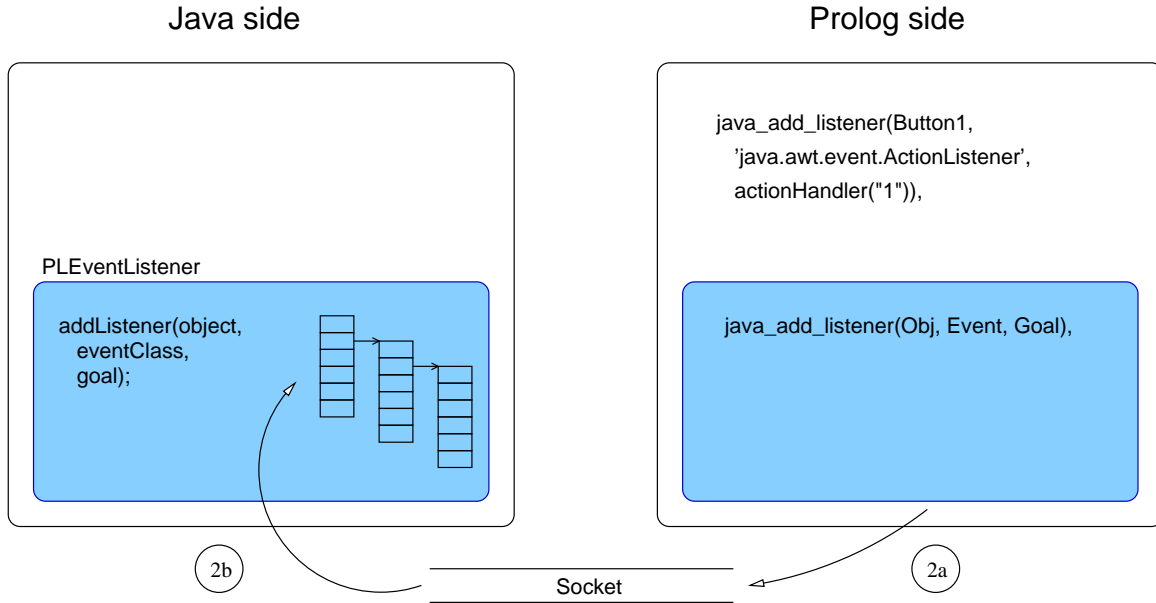 Java side
Prolog side
java_add_listener(Button1,
’java.awt.event.ActionListener’,
actionHandler("1")),
PLEventListener
addListener(object,
eventClass,
goal);
java_add_listener(Obj, Event, Goal),
2b
Socket
2a